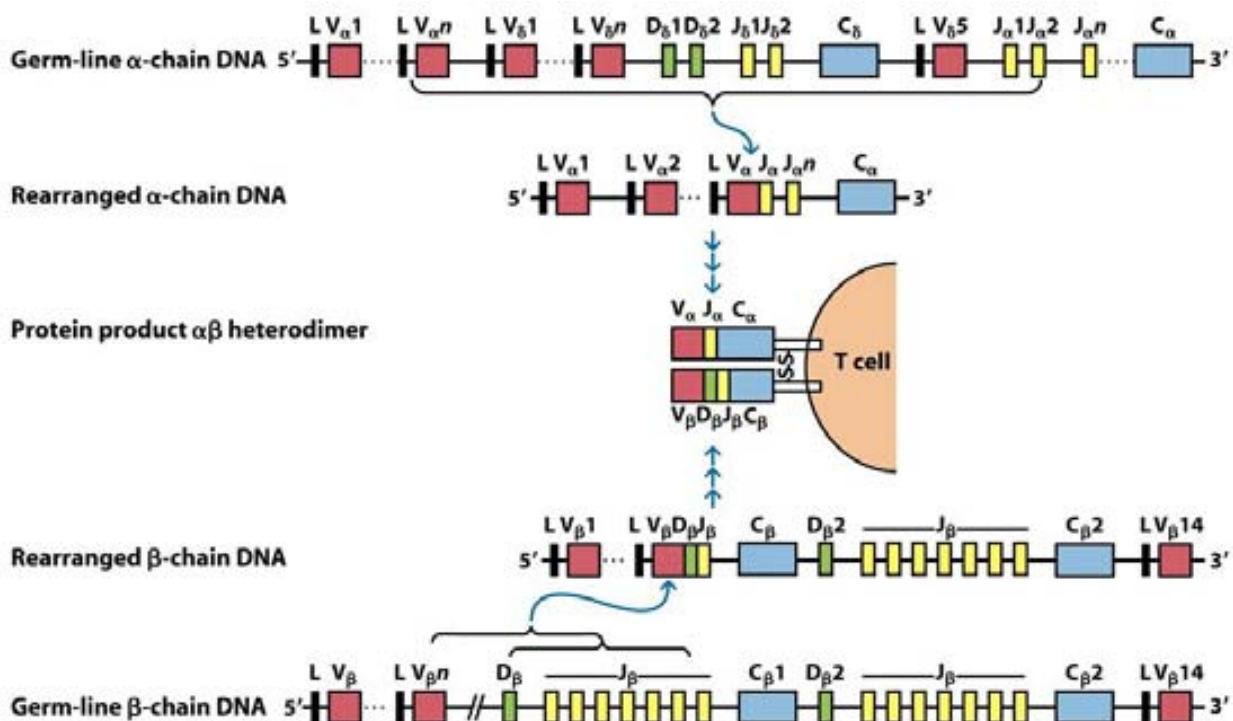 L Vα1 L Vαn L Vδ1 L Vδn Dδ1 Dδ2 Jδ1 Jδ2 Cδ L Vδ5 Jα1 Jα2 Jαn Cα
Germ-line α-chain DNA 5′ 3′
L Vα1 L Vα2 L Vα Jα Jαn Cα
Rearranged α-chain DNA 5′ 3′
Vα Jα Cα
Protein product αβ heterodimer
SS
T cell
VβDβJβCβ
L Vβ1 L VβDβJβ Cβ Dβ2 Jβ Cβ2 L Vβ14
Rearranged β-chain DNA 5′ 3′
L Vβ L Vβn Dβ Jβ Cβ1 Dβ2 Jβ Cβ2 L Vβ14
Germ-line β-chain DNA 5′ // 3′